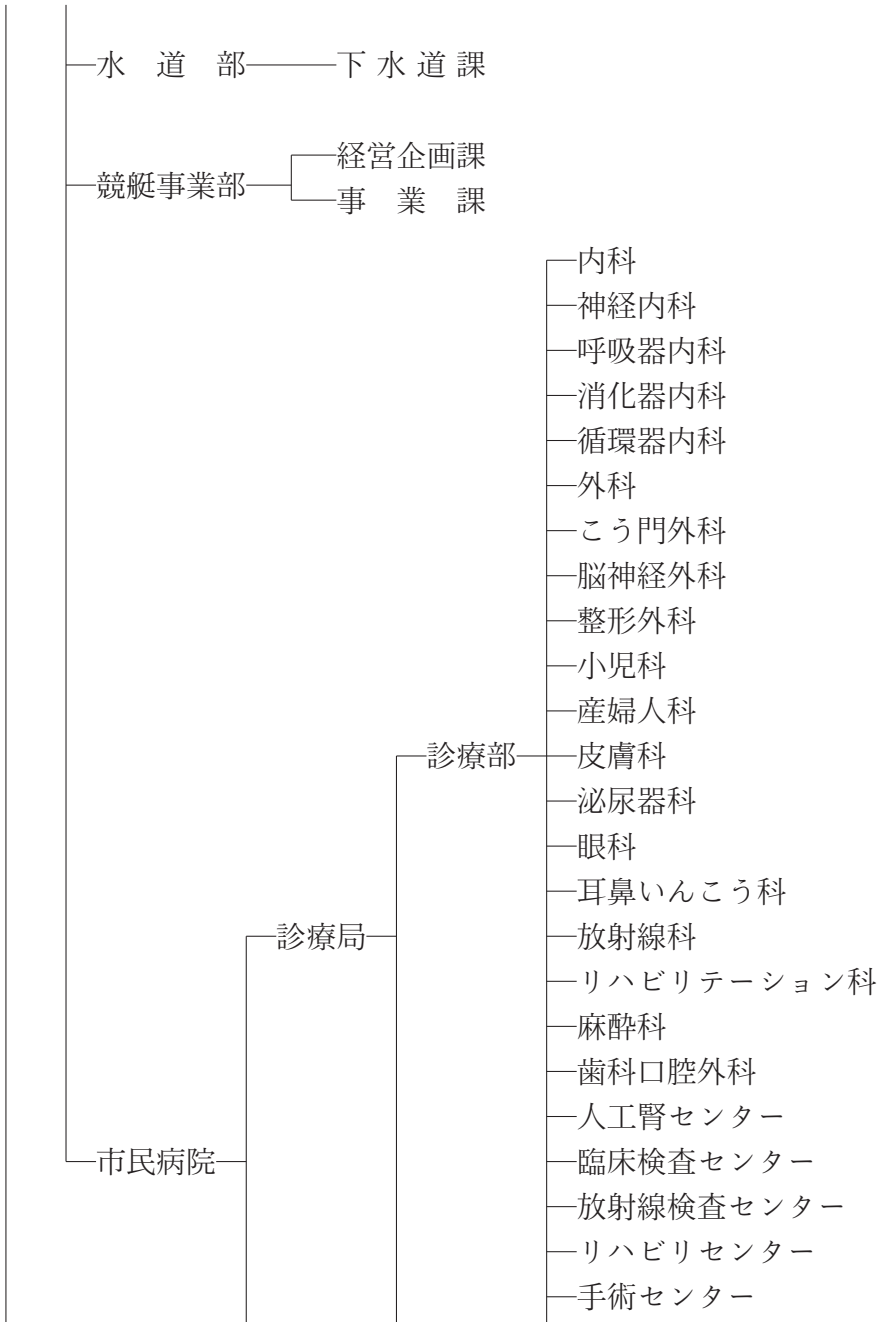 水道部 下水道課
経営企画課
競艇事業部
事業課
内科
神経内科
呼吸器内科
消化器内科
循環器内科
外科
こう門外科
脳神経外科
整形外科
小児科
産婦人科
診療部 皮膚科
泌尿器科
眼科
耳鼻いんこう科
診療局 放射線科
リハビリテーション科
麻酔科
歯科口腔外科
人工腎センター
市民病院 臨床検査センター
放射線検査センター
リハビリセンター
手術センター